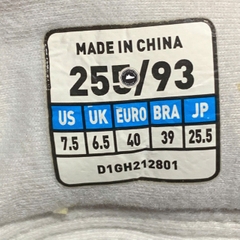 MADE IN CHINA
255/93
US UK EURO BRA JP
7.5 6.5 40 39 25.5
D1GH212801